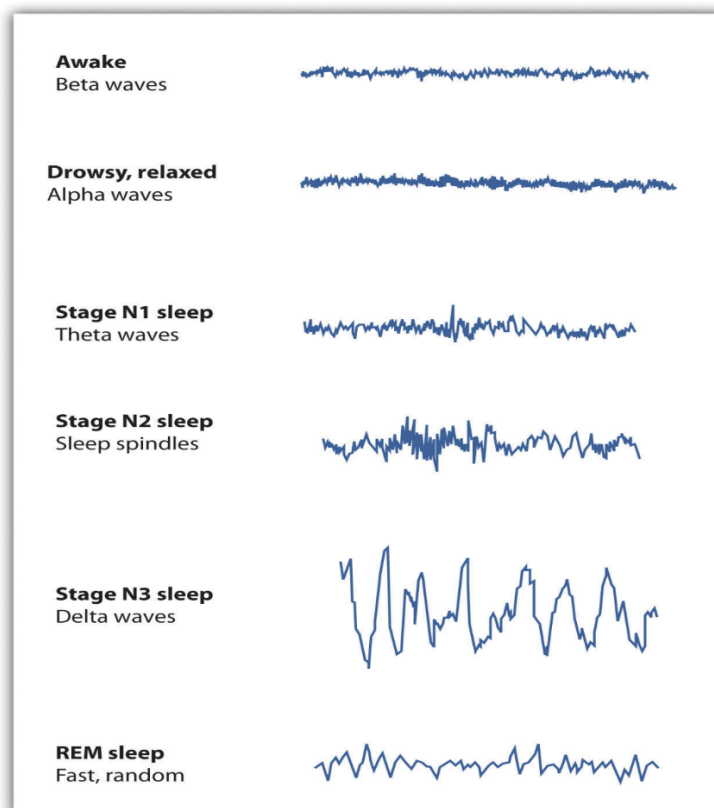 Awake
Beta waves
Drowsy, relaxed
Alpha waves
Stage N1 sleep
Theta waves
Stage N2 sleep
Sleep spindles
Stage N3 sleep
Delta waves
REM sleep
Fast, random